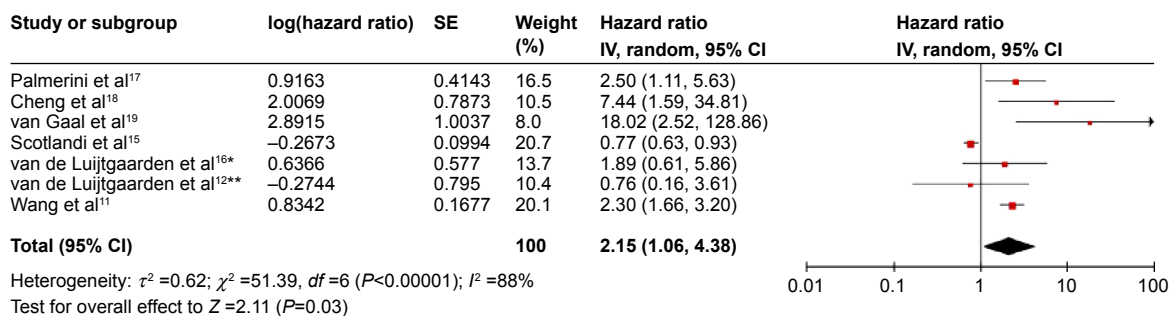 Study or subgroup log(hazard ratio) SE Weight (%) Hazard ratio IV, random, 95% CI Hazard ratio IV, random, 95% CI
Palmerini et al¹⁷ 0.9163 0.4143 16.5 2.50 (1.11, 5.63)
Cheng et al¹⁸ 2.0069 0.7873 10.5 7.44 (1.59, 34.81)
van Gaal et al¹⁹ 2.8915 1.0037 8.0 18.02 (2.52, 128.86)
Scotlandi et al¹⁵ –0.2673 0.0994 20.7 0.77 (0.63, 0.93)
van de Luijtgaarden et al¹⁶* 0.6366 0.577 13.7 1.89 (0.61, 5.86)
van de Luijtgaarden et al¹²** –0.2744 0.795 10.4 0.76 (0.16, 3.61)
Wang et al¹¹ 0.8342 0.1677 20.1 2.30 (1.66, 3.20)
Total (95% CI) 100 2.15 (1.06, 4.38)
Heterogeneity: τ² =0.62; χ² =51.39, df =6 (P<0.00001); I² =88%
Test for overall effect to Z =2.11 (P=0.03)
0.01 0.1 1 10 100